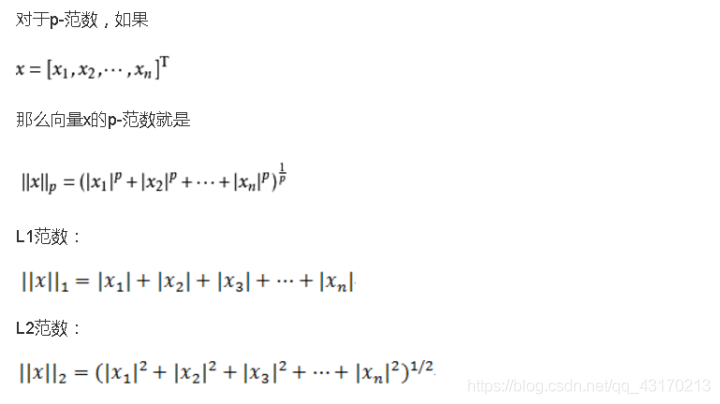 对于p-范数，如果
x = [x₁, x₂, ⋯, xₙ]ᵀ
那么向量x的p-范数就是
||x||ₚ = (|x₁|ᵖ + |x₂|ᵖ + ⋯ + |xₙ|ᵖ)^(1/p)
L1范数：
||x||₁ = |x₁| + |x₂| + |x₃| + ⋯ + |xₙ|
L2范数：
||x||₂ = (|x₁|² + |x₂|² + |x₃|² + ⋯ + |xₙ|²)^(1/2)
https://blog.csdn.net/qq_43170213